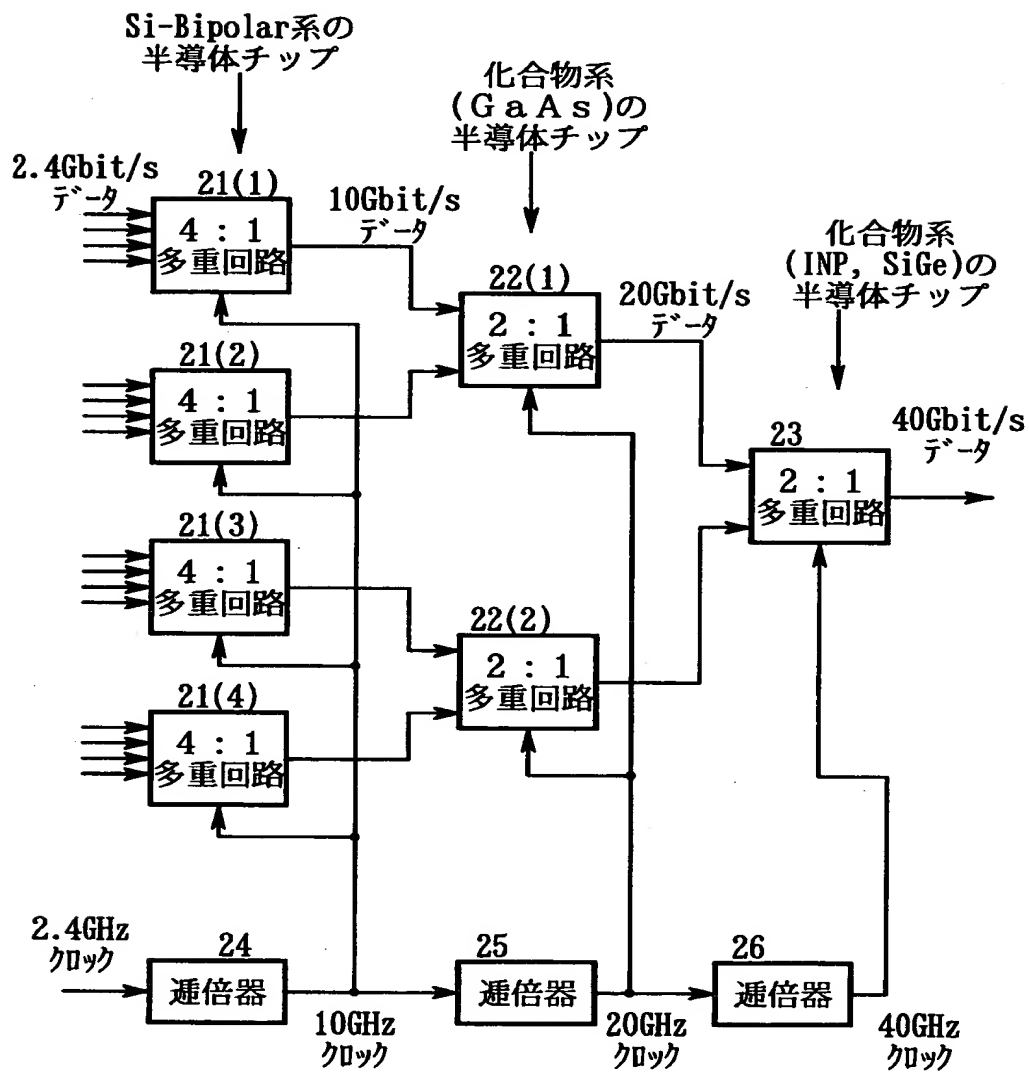 Si-Bipolar系の
半導体チップ
化合物系
(GaAs)の
半導体チップ
化合物系
(INP, SiGe)の
半導体チップ
2.4Gbit/s
データ
21(1)
4 : 1
多重回路
10Gbit/s
データ
22(1)
2 : 1
多重回路
20Gbit/s
データ
21(2)
4 : 1
多重回路
23
2 : 1
多重回路
40Gbit/s
データ
21(3)
4 : 1
多重回路
22(2)
2 : 1
多重回路
21(4)
4 : 1
多重回路
2.4GHz
クロック
24
逓倍器
10GHz
クロック
25
逓倍器
20GHz
クロック
26
逓倍器
40GHz
クロック